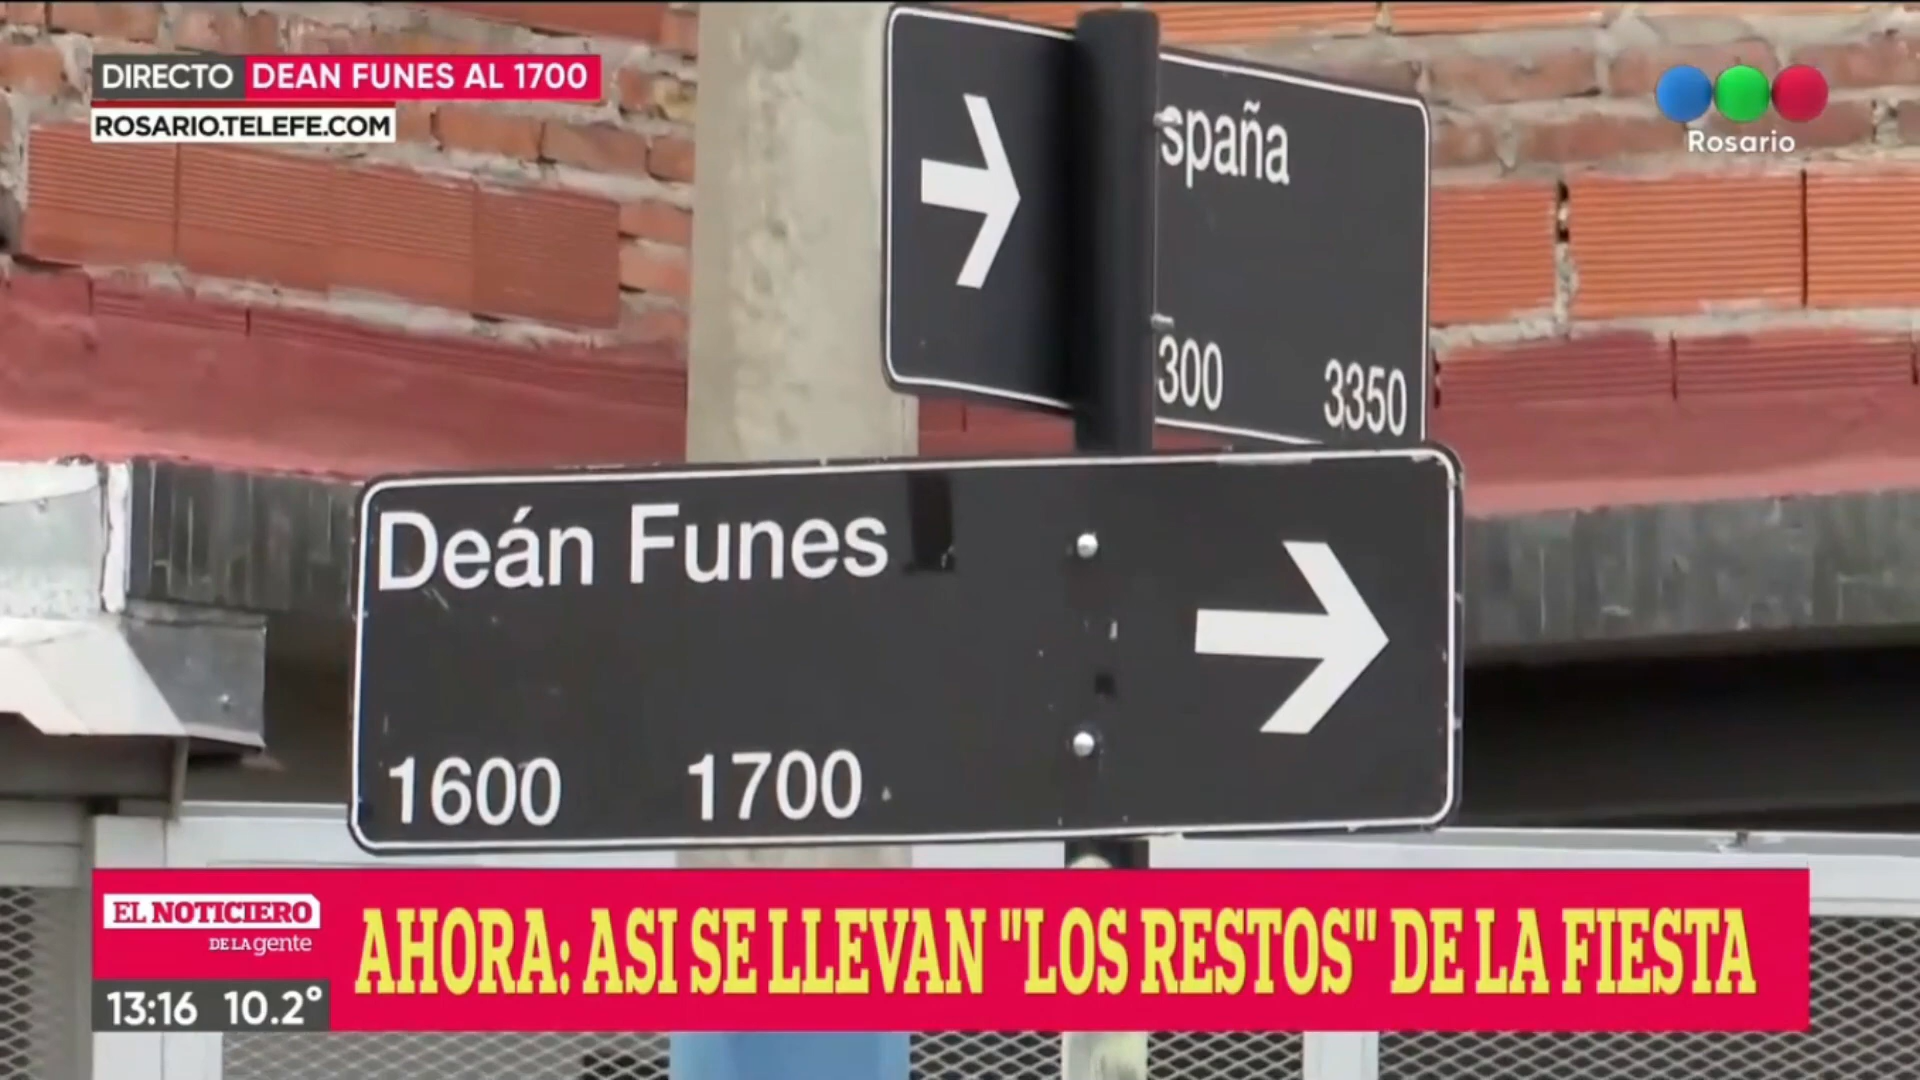 DIRECTO DEAN FUNES AL 1700
ROSARIO.TELEFE.COM
Rosario
spaña
300 3350
Deán Funes
1600 1700
EL NOTICIERO
DE LA gente
AHORA: ASI SE LLEVAN "LOS RESTOS" DE LA FIESTA
13:16 10.2°